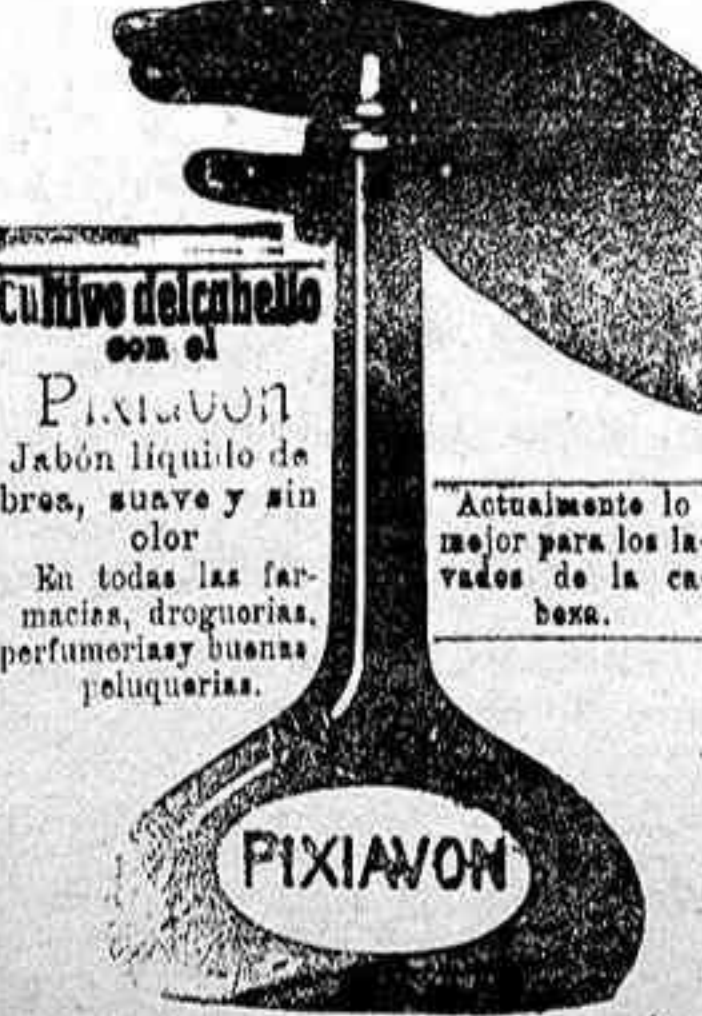 Cultivo del cabello
con el
PIXIAVON
Jabón líquido de
brea, suave y sin
olor
En todas las far-
macias, droguerias,
perfumerias y buenas
peluquerias.
Actualmente lo
mejor para los la-
vados de la ca-
beza.
PIXIAVON